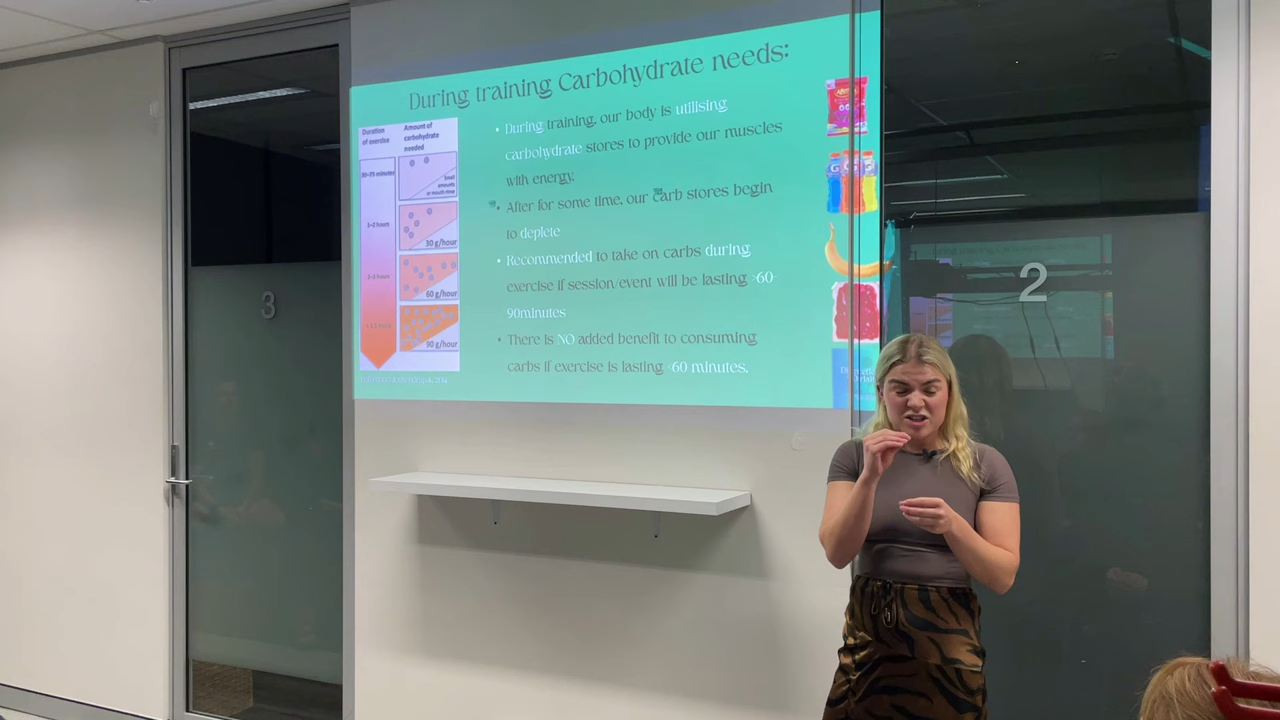 During training Carbohydrate needs:
Duration
of exercise
Amount of
carbohydrate
needed
30-75 minutes
Small
amounts
or mouth rinse
1-2 hours
30 g/hour
2-3 hours
60 g/hour
90 g/hour
• During training, our body is utilising
carbohydrate stores to provide our muscles
with energy.
• After for some time, our carb stores begin
to deplete
• Recommended to take on carbs during
exercise if session/event will be lasting >60-
90minutes
• There is NO added benefit to consuming
carbs if exercise is lasting <60 minutes.
3
2